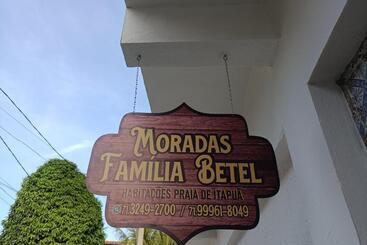 MORADAS
FAMÍLIA BETEL
HABITAÇÕES PRAIA DE ITAPUÃ
71 3249-2700 / 71 99961-8049